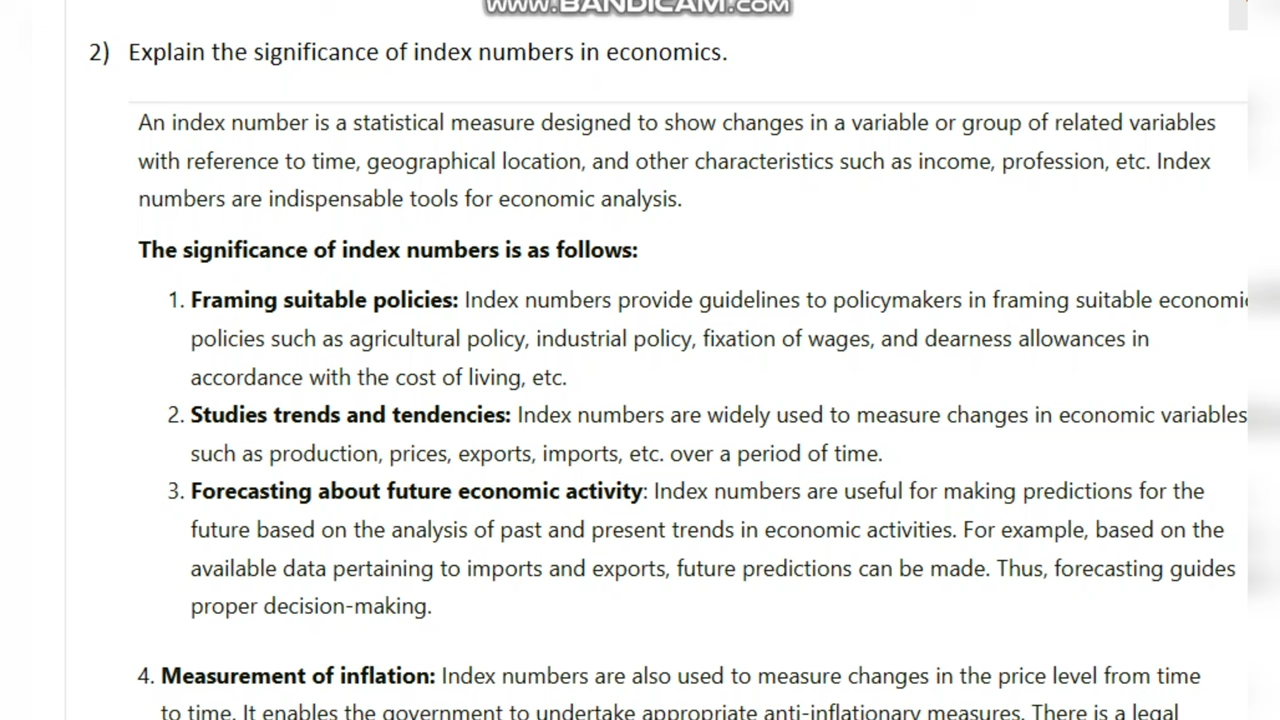 WWW.BANDICAM.COM
2) Explain the significance of index numbers in economics.
An index number is a statistical measure designed to show changes in a variable or group of related variables
with reference to time, geographical location, and other characteristics such as income, profession, etc. Index
numbers are indispensable tools for economic analysis.
The significance of index numbers is as follows:
1. Framing suitable policies: Index numbers provide guidelines to policymakers in framing suitable economic
policies such as agricultural policy, industrial policy, fixation of wages, and dearness allowances in
accordance with the cost of living, etc.
2. Studies trends and tendencies: Index numbers are widely used to measure changes in economic variables
such as production, prices, exports, imports, etc. over a period of time.
3. Forecasting about future economic activity: Index numbers are useful for making predictions for the
future based on the analysis of past and present trends in economic activities. For example, based on the
available data pertaining to imports and exports, future predictions can be made. Thus, forecasting guides
proper decision-making.
4. Measurement of inflation: Index numbers are also used to measure changes in the price level from time
to time. It enables the government to undertake appropriate anti-inflationary measures. There is a legal